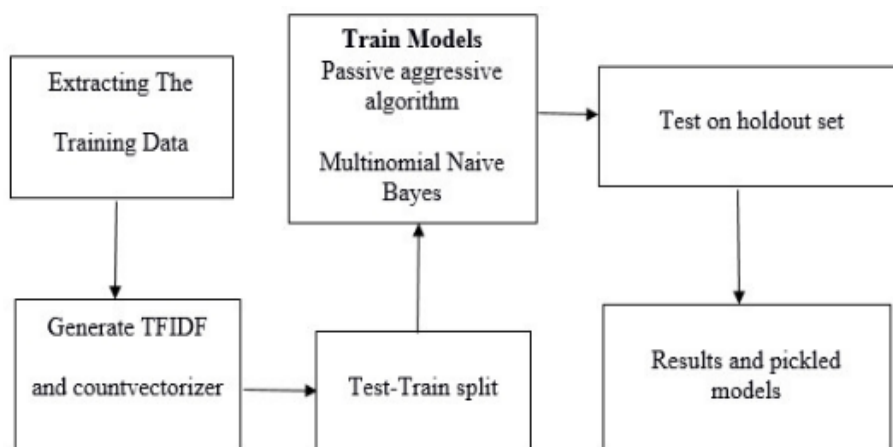 Extracting The
Training Data
Generate TFIDF
and countvectorizer
Test-Train split
Train Models
Passive aggressive
algorithm
Multinomial Naive
Bayes
Test on holdout set
Results and pickled
models